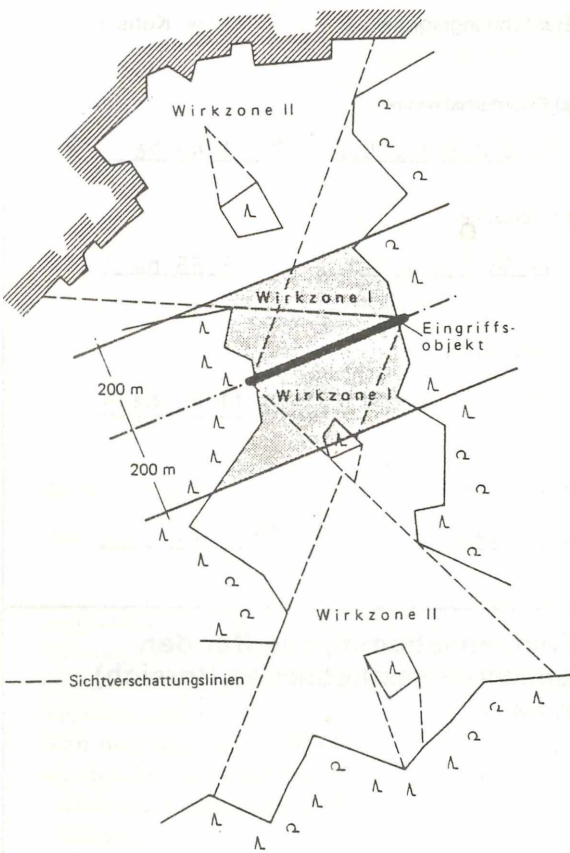 Wirkzone II
Wirkzone I
Eingriffs-
objekt
Wirkzone I
200 m
200 m
Wirkzone II
Sichtverschattungslinien